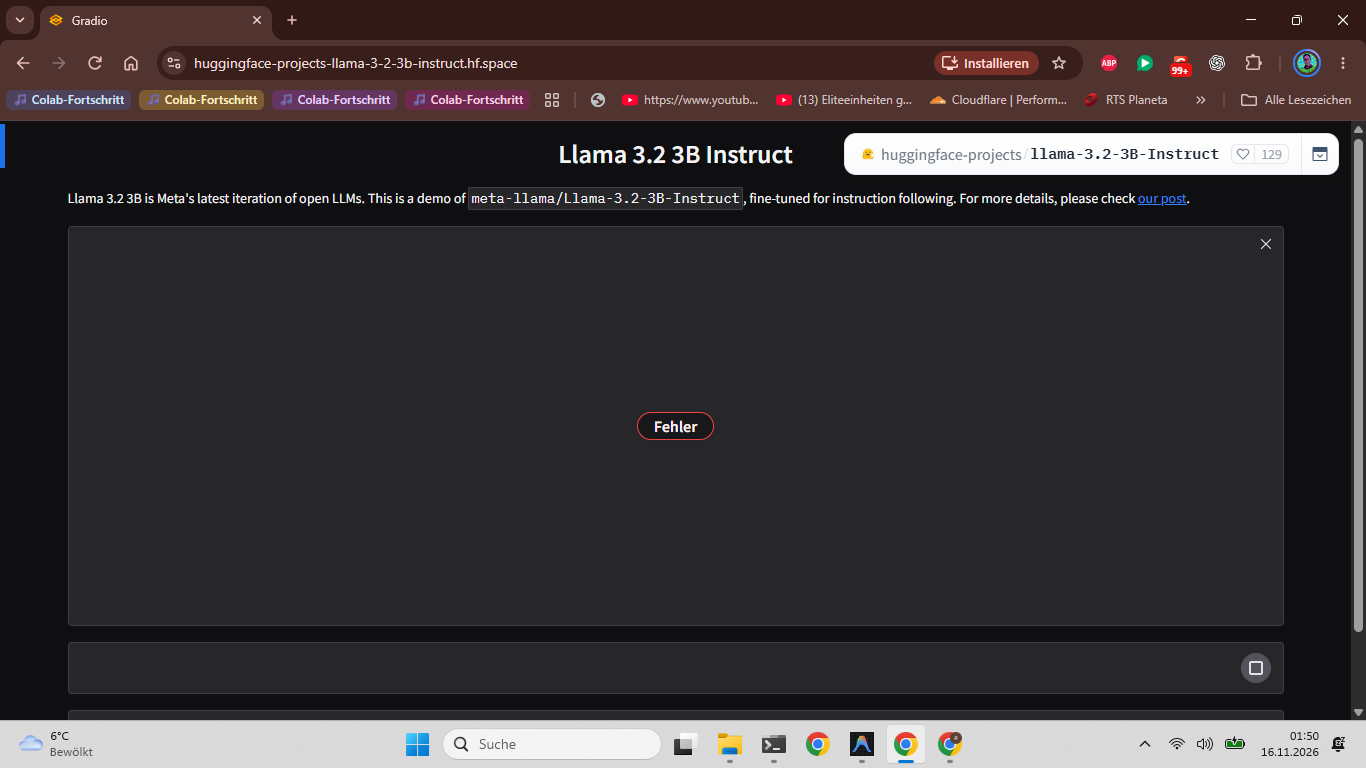 Gradio
huggingface-projects-llama-3-2-3b-instruct.hf.space
Installieren
ABP
99+
Colab-Fortschritt
Colab-Fortschritt
Colab-Fortschritt
Colab-Fortschritt
https://www.youtub...
(13) Eliteeinheiten g...
Cloudflare | Perform...
RTS Planeta
»
Alle Lesezeichen
Llama 3.2 3B Instruct
huggingface-projects/llama-3.2-3B-Instruct
129
Llama 3.2 3B is Meta's latest iteration of open LLMs. This is a demo of meta-llama/Llama-3.2-3B-Instruct, fine-tuned for instruction following. For more details, please check our post.
Fehler
6°C
Bewölkt
Suche
01:50
16.11.2026